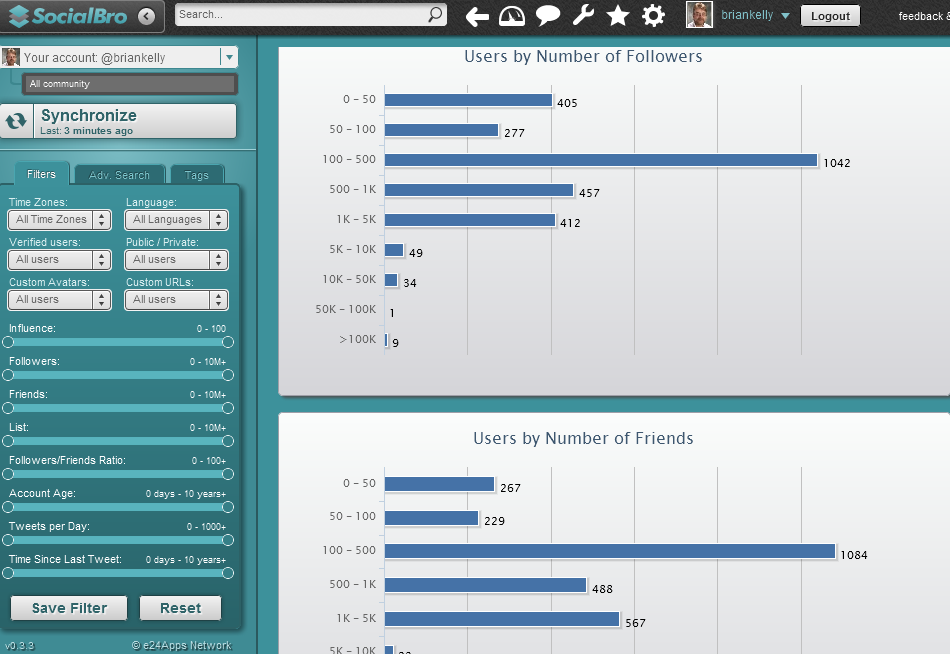 SocialBro
Search...
briankelly
Logout
feedback &
Your account: @briankelly
All community
Synchronize
Last: 3 minutes ago
Filters
Adv. Search
Tags
Time Zones:
Language:
All Time Zones
All Languages
Verified users:
Public / Private:
All users
All users
Custom Avatars:
Custom URLs:
All users
All users
Influence:
0 - 100
Followers:
0 - 10M+
Friends:
0 - 10M+
List:
0 - 10M+
Followers/Friends Ratio:
0 - 100+
Account Age:
0 days - 10 years+
Tweets per Day:
0 - 1000+
Time Since Last Tweet:
0 days - 10 years+
Save Filter
Reset
v0.3.3
© e24Apps Network
Users by Number of Followers
0 – 50 405
50 – 100 277
100 – 500 1042
500 – 1K 457
1K – 5K 412
5K – 10K 49
10K – 50K 34
50K – 100K 1
>100K 9
Users by Number of Friends
0 – 50 267
50 – 100 229
100 – 500 1084
500 – 1K 488
1K – 5K 567
5K – 10K